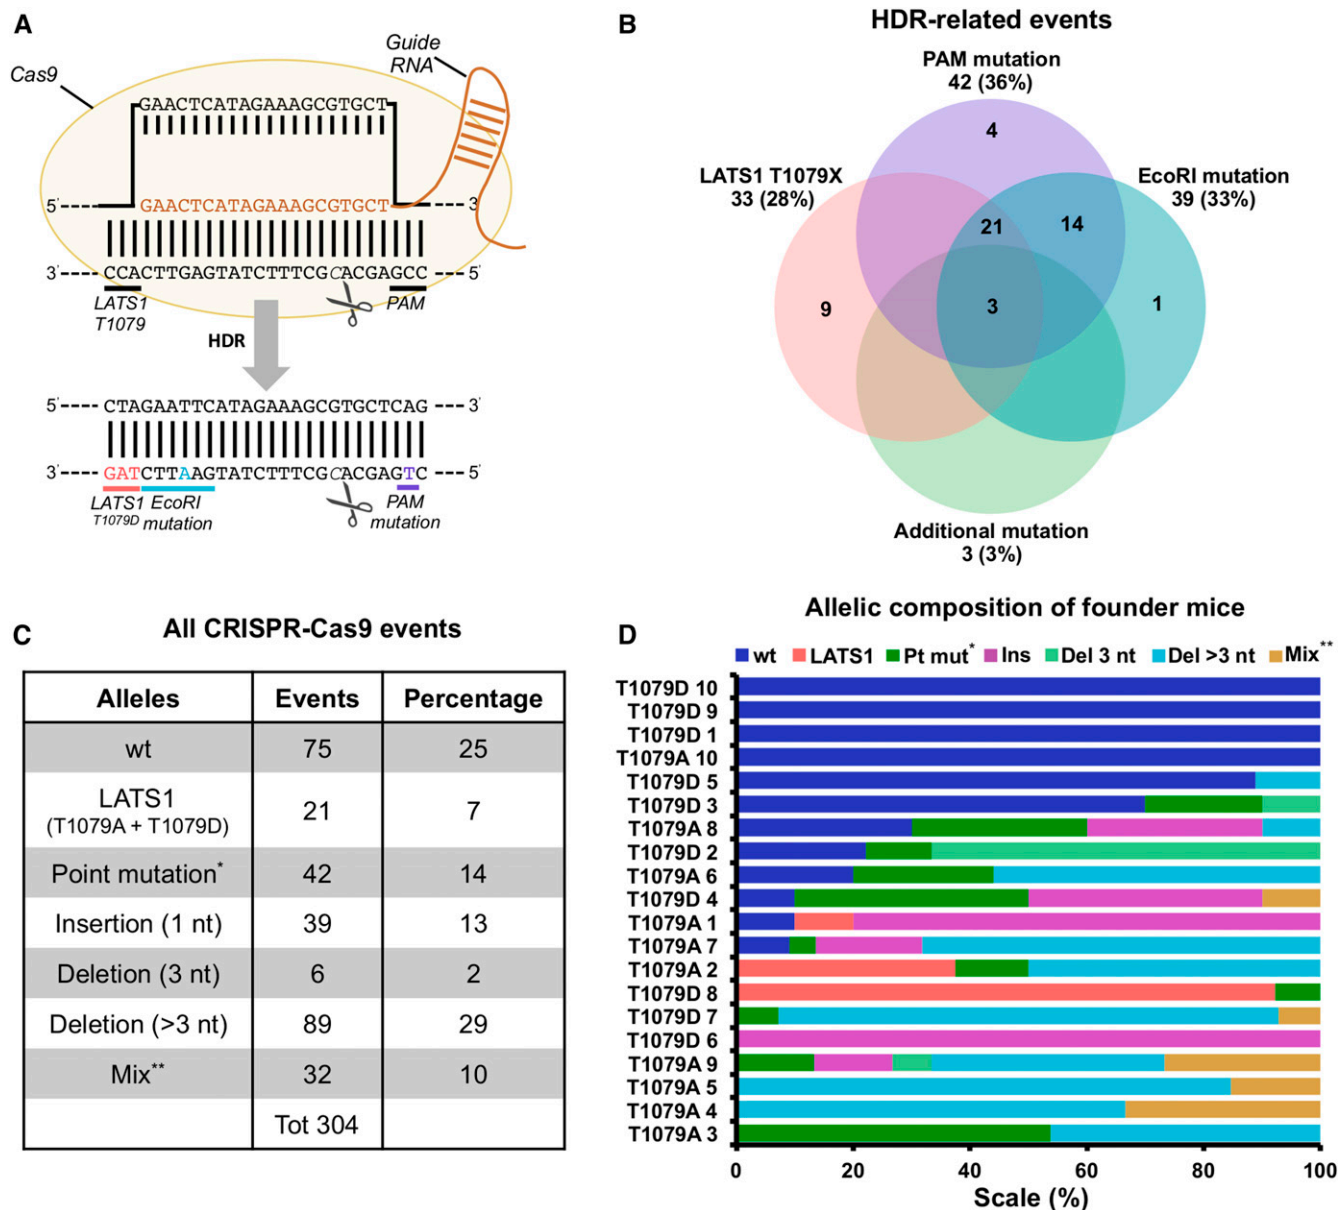 A
Cas9
Guide
RNA
GAACTCATAGAAAGCGTGCT
5' GAACTCATAGAAAGCGTGCT 3'
3' CCACTTGAGTATCTTTCGCACGAGCC 5'
LATS1
T1079
PAM
HDR
5' CTAGAATTCATAGAAAGCGTGCTCAG 3'
3' GATCTTAAGTATCTTTCGCACGAGTC 5'
LATS1
T1079D
EcoRI
mutation
PAM
mutation
B
HDR-related events
PAM mutation
42 (36%)
4
LATS1 T1079X
33 (28%)
EcoRI mutation
39 (33%)
21
14
9
3
1
Additional mutation
3 (3%)
C
All CRISPR-Cas9 events
Alleles Events Percentage
wt 75 25
LATS1
(T1079A + T1079D) 21 7
Point mutation* 42 14
Insertion (1 nt) 39 13
Deletion (3 nt) 6 2
Deletion (>3 nt) 89 29
Mix** 32 10
Tot 304
D
Allelic composition of founder mice
wt LATS1 Pt mut* Ins Del 3 nt Del >3 nt Mix**
T1079D 10
T1079D 9
T1079D 1
T1079A 10
T1079D 5
T1079D 3
T1079A 8
T1079D 2
T1079A 6
T1079D 4
T1079A 1
T1079A 7
T1079A 2
T1079D 8
T1079D 7
T1079D 6
T1079A 9
T1079A 5
T1079A 4
T1079A 3
0 20 40 60 80 100
Scale (%)